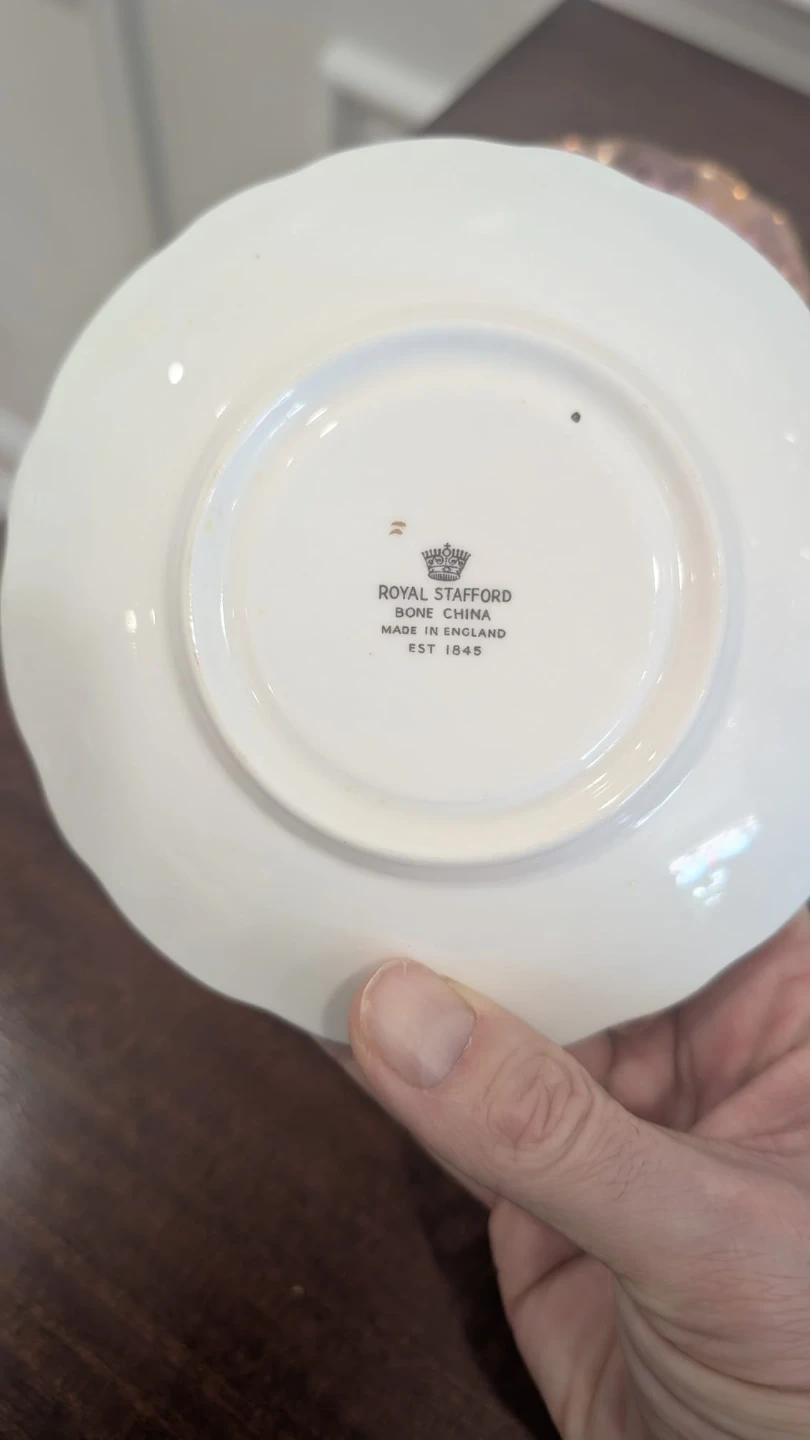 ROYAL STAFFORD
BONE CHINA
MADE IN ENGLAND
EST 1845